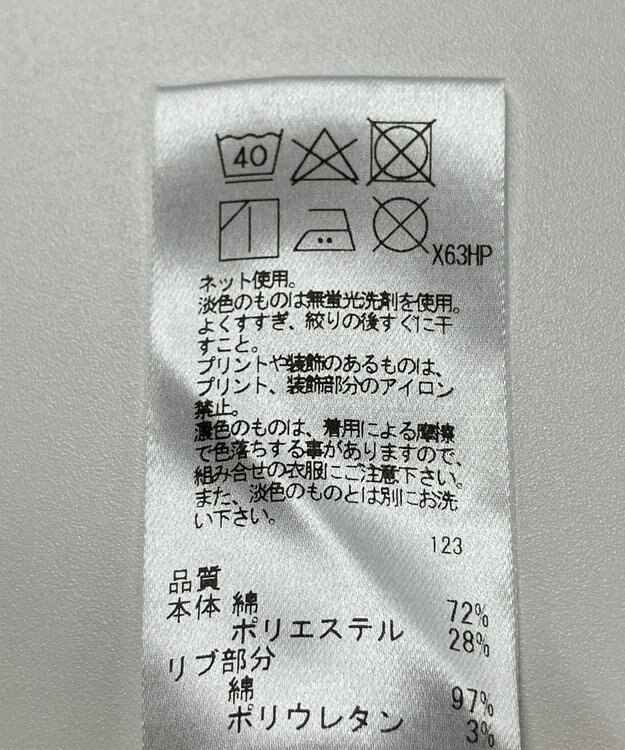 40
X63HP
ネット使用。
淡色のものは無蛍光洗剤を使用。
よくすすぎ、絞りの後すぐに干
すこと。
プリントや装飾のあるものは、
プリント、装飾部分のアイロン
禁止。
濃色のものは、着用による摩擦
で色落ちする事がありますので、
組み合せの衣服にご注意下さい。
また、淡色のものとは別にお洗
い下さい。
123
品質
本体 綿 72%
ポリエステル 28%
リブ部分
綿 97%
ポリウレタン 3%